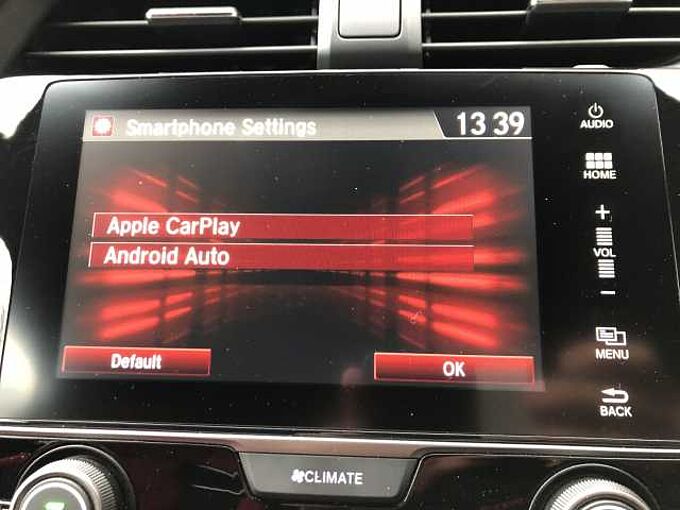 Smartphone Settings
13 39
Apple CarPlay
Android Auto
Default
OK
AUDIO
HOME
+
VOL
−
MENU
BACK
CLIMATE